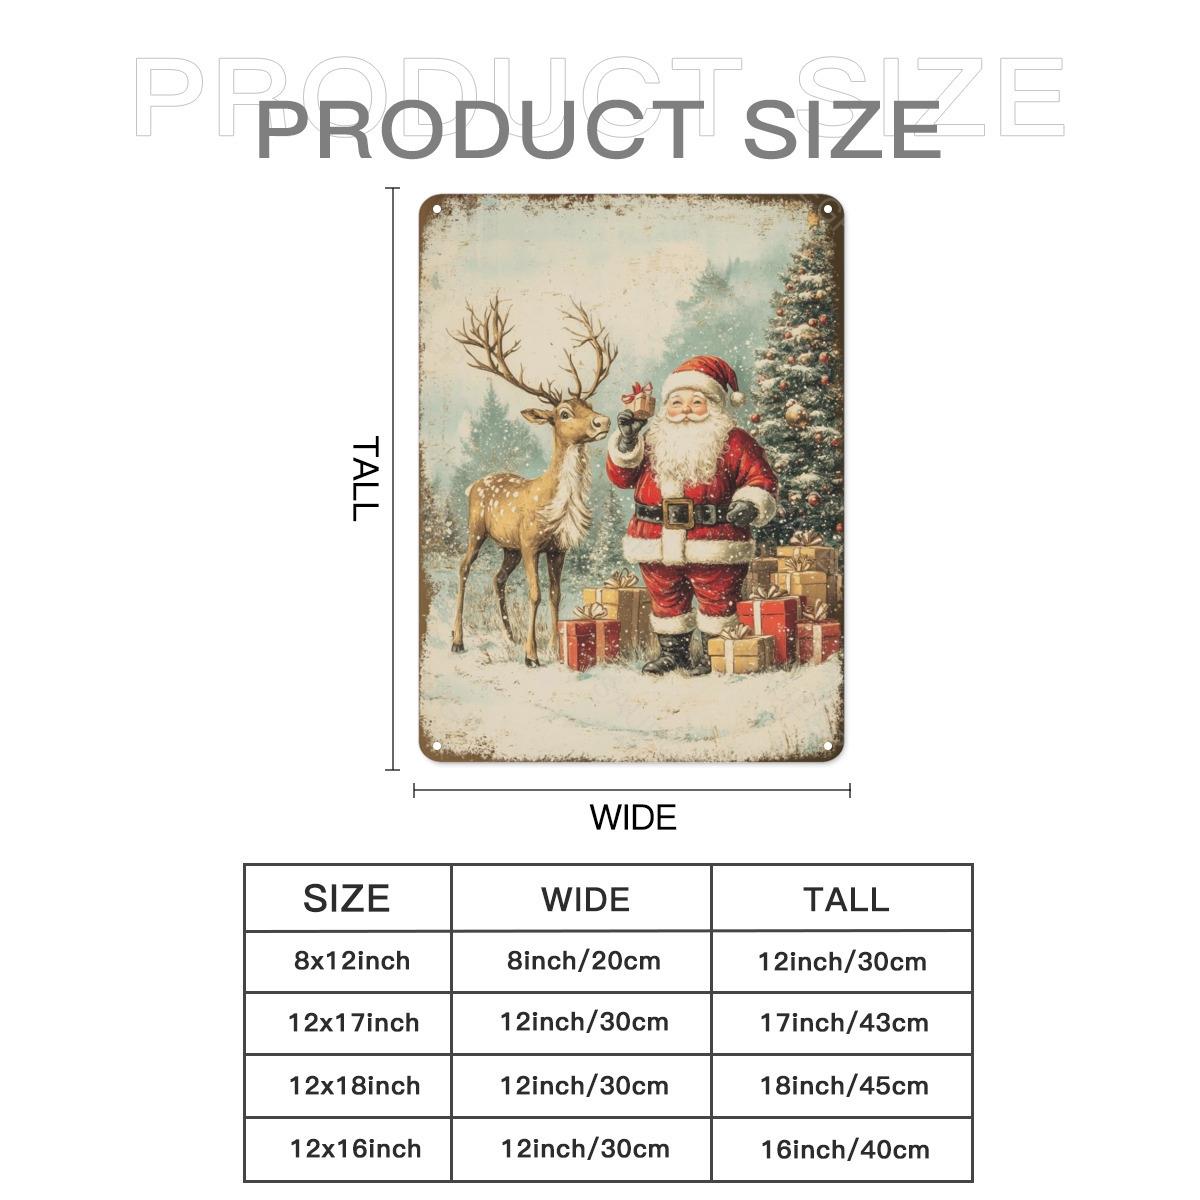 PRODUCT SIZE
PRODUCT SIZE
TALL
WIDE
SIZE WIDE TALL
8x12inch 8inch/20cm 12inch/30cm
12x17inch 12inch/30cm 17inch/43cm
12x18inch 12inch/30cm 18inch/45cm
12x16inch 12inch/30cm 16inch/40cm